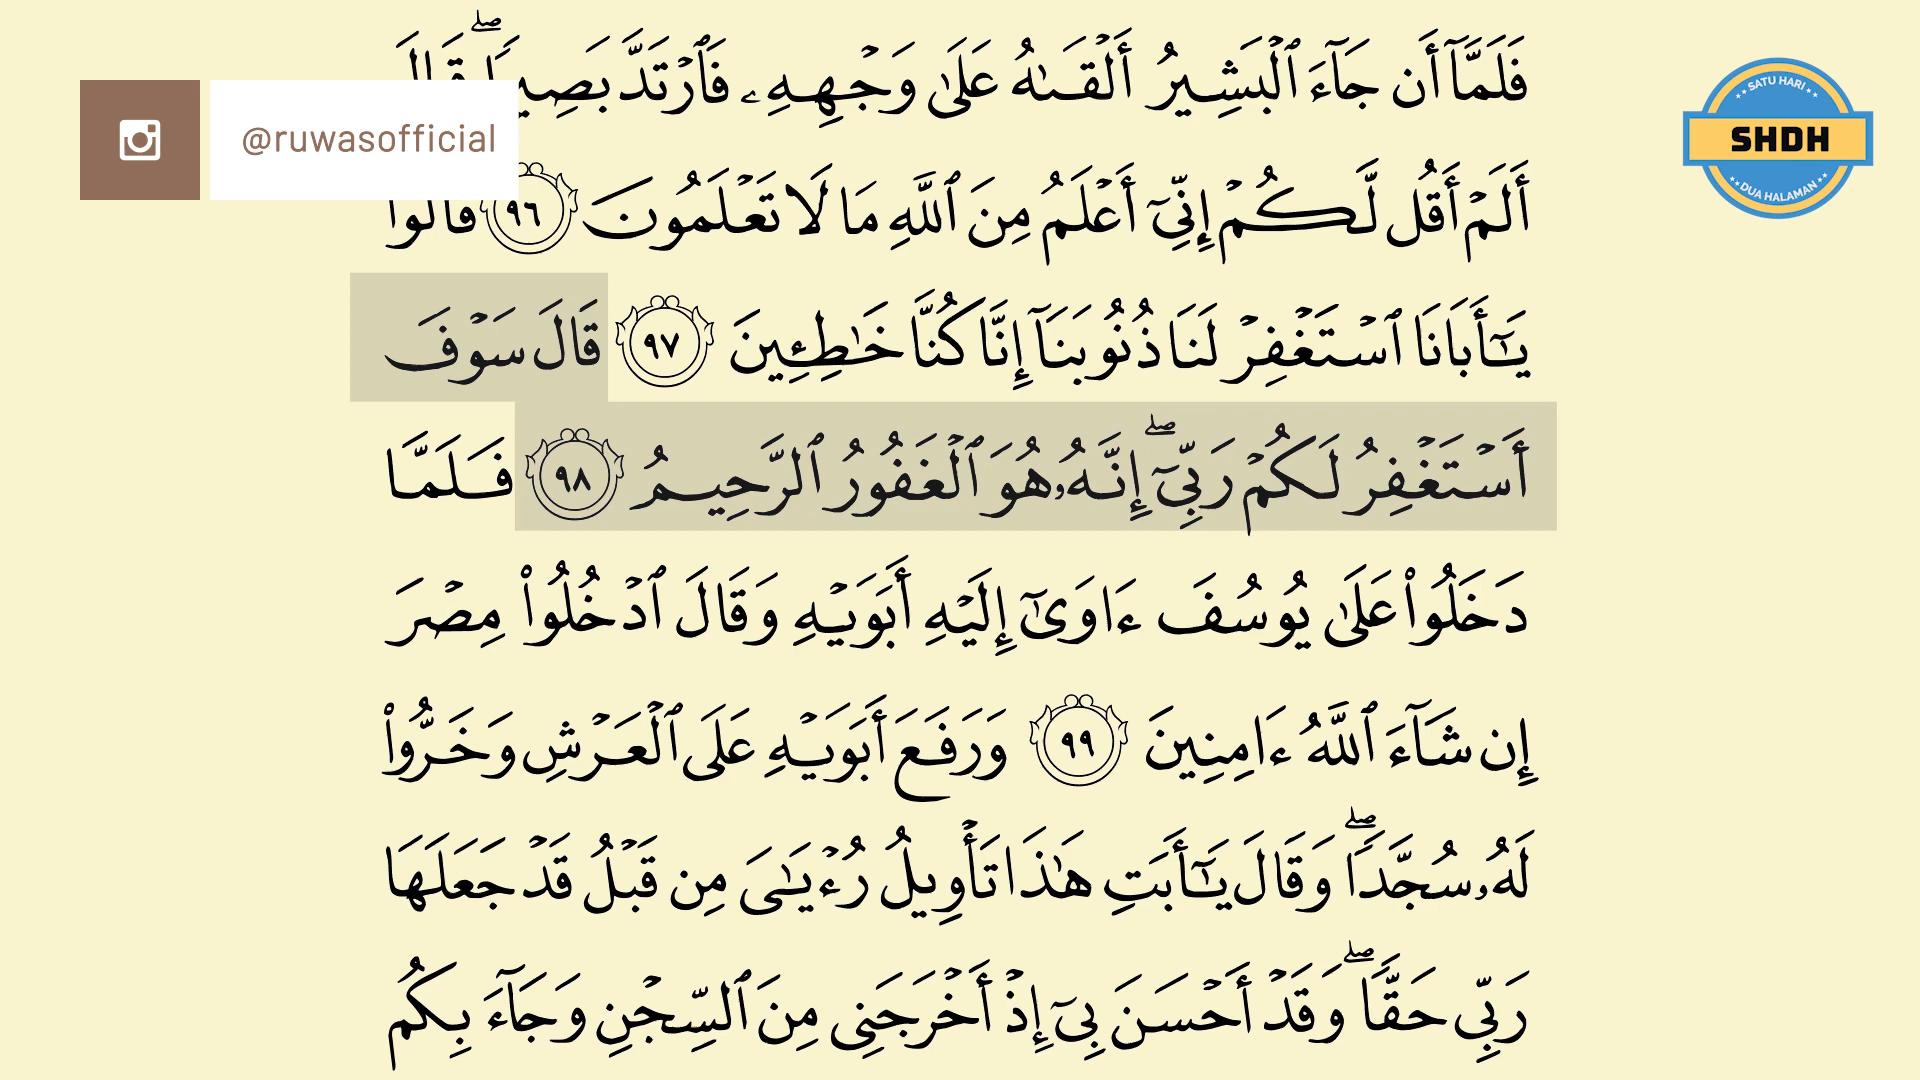 فَلَمَّآ أَن جَآءَ ٱلْبَشِيرُ أَلْقَىٰهُ عَلَىٰ وَجْهِهِۦ فَٱرْتَدَّ بَصِيرًا ۖ قَالَ
@ruwasofficial
SATU HARI
SHDH
DUA HALAMAN
أَلَمْ أَقُل لَّكُمْ إِنِّىٓ أَعْلَمُ مِنَ ٱللَّهِ مَا لَا تَعْلَمُونَ ٩٦ قَالُوا۟
يَـٰٓأَبَانَا ٱسْتَغْفِرْ لَنَا ذُنُوبَنَآ إِنَّا كُنَّا خَـٰطِـِٔينَ ٩٧ قَالَ سَوْفَ
أَسْتَغْفِرُ لَكُمْ رَبِّىٓ ۖ إِنَّهُۥ هُوَ ٱلْغَفُورُ ٱلرَّحِيمُ ٩٨ فَلَمَّا
دَخَلُوا۟ عَلَىٰ يُوسُفَ ءَاوَىٰٓ إِلَيْهِ أَبَوَيْهِ وَقَالَ ٱدْخُلُوا۟ مِصْرَ
إِن شَآءَ ٱللَّهُ ءَامِنِينَ ٩٩ وَرَفَعَ أَبَوَيْهِ عَلَى ٱلْعَرْشِ وَخَرُّوا۟
لَهُۥ سُجَّدًا ۖ وَقَالَ يَـٰٓأَبَتِ هَـٰذَا تَأْوِيلُ رُءْيَـٰىَ مِن قَبْلُ قَدْ جَعَلَهَا
رَبِّى حَقًّا ۖ وَقَدْ أَحْسَنَ بِىٓ إِذْ أَخْرَجَنِى مِنَ ٱلسِّجْنِ وَجَآءَ بِكُم